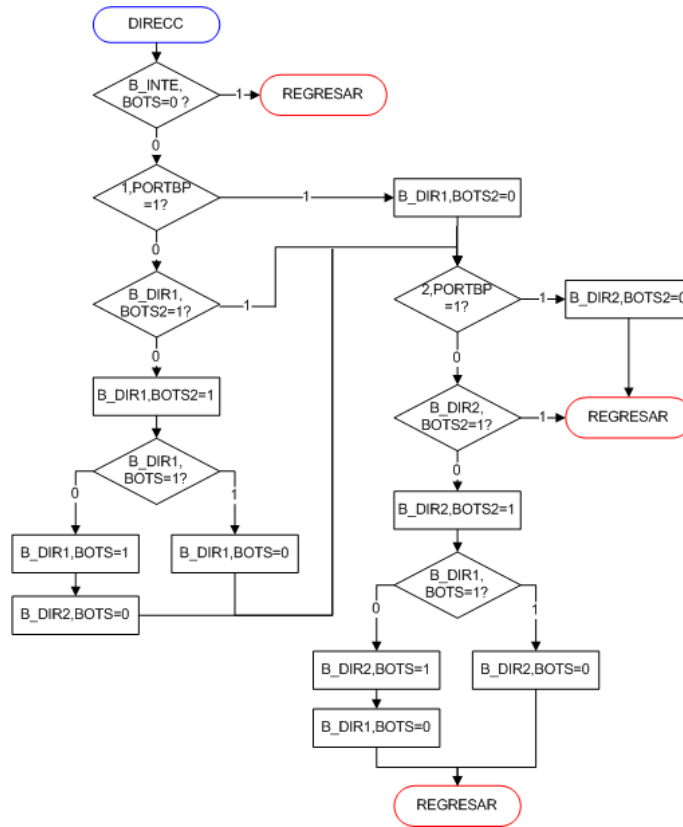 DIRECC
B_INTE,
BOTS=0 ?
1
REGRESAR
0
1,PORTBP
=1?
1
B_DIR1,BOTS2=0
0
B_DIR1,
BOTS2=1?
1
0
B_DIR1,BOTS2=1
B_DIR1,
BOTS=1?
0
1
B_DIR1,BOTS=1
B_DIR1,BOTS=0
B_DIR2,BOTS=0
2,PORTBP
=1?
1
B_DIR2,BOTS2=0
0
B_DIR2,
BOTS2=1?
1
REGRESAR
0
B_DIR2,BOTS2=1
B_DIR1,
BOTS=1?
0
1
B_DIR2,BOTS=1
B_DIR2,BOTS=0
B_DIR1,BOTS=0
REGRESAR